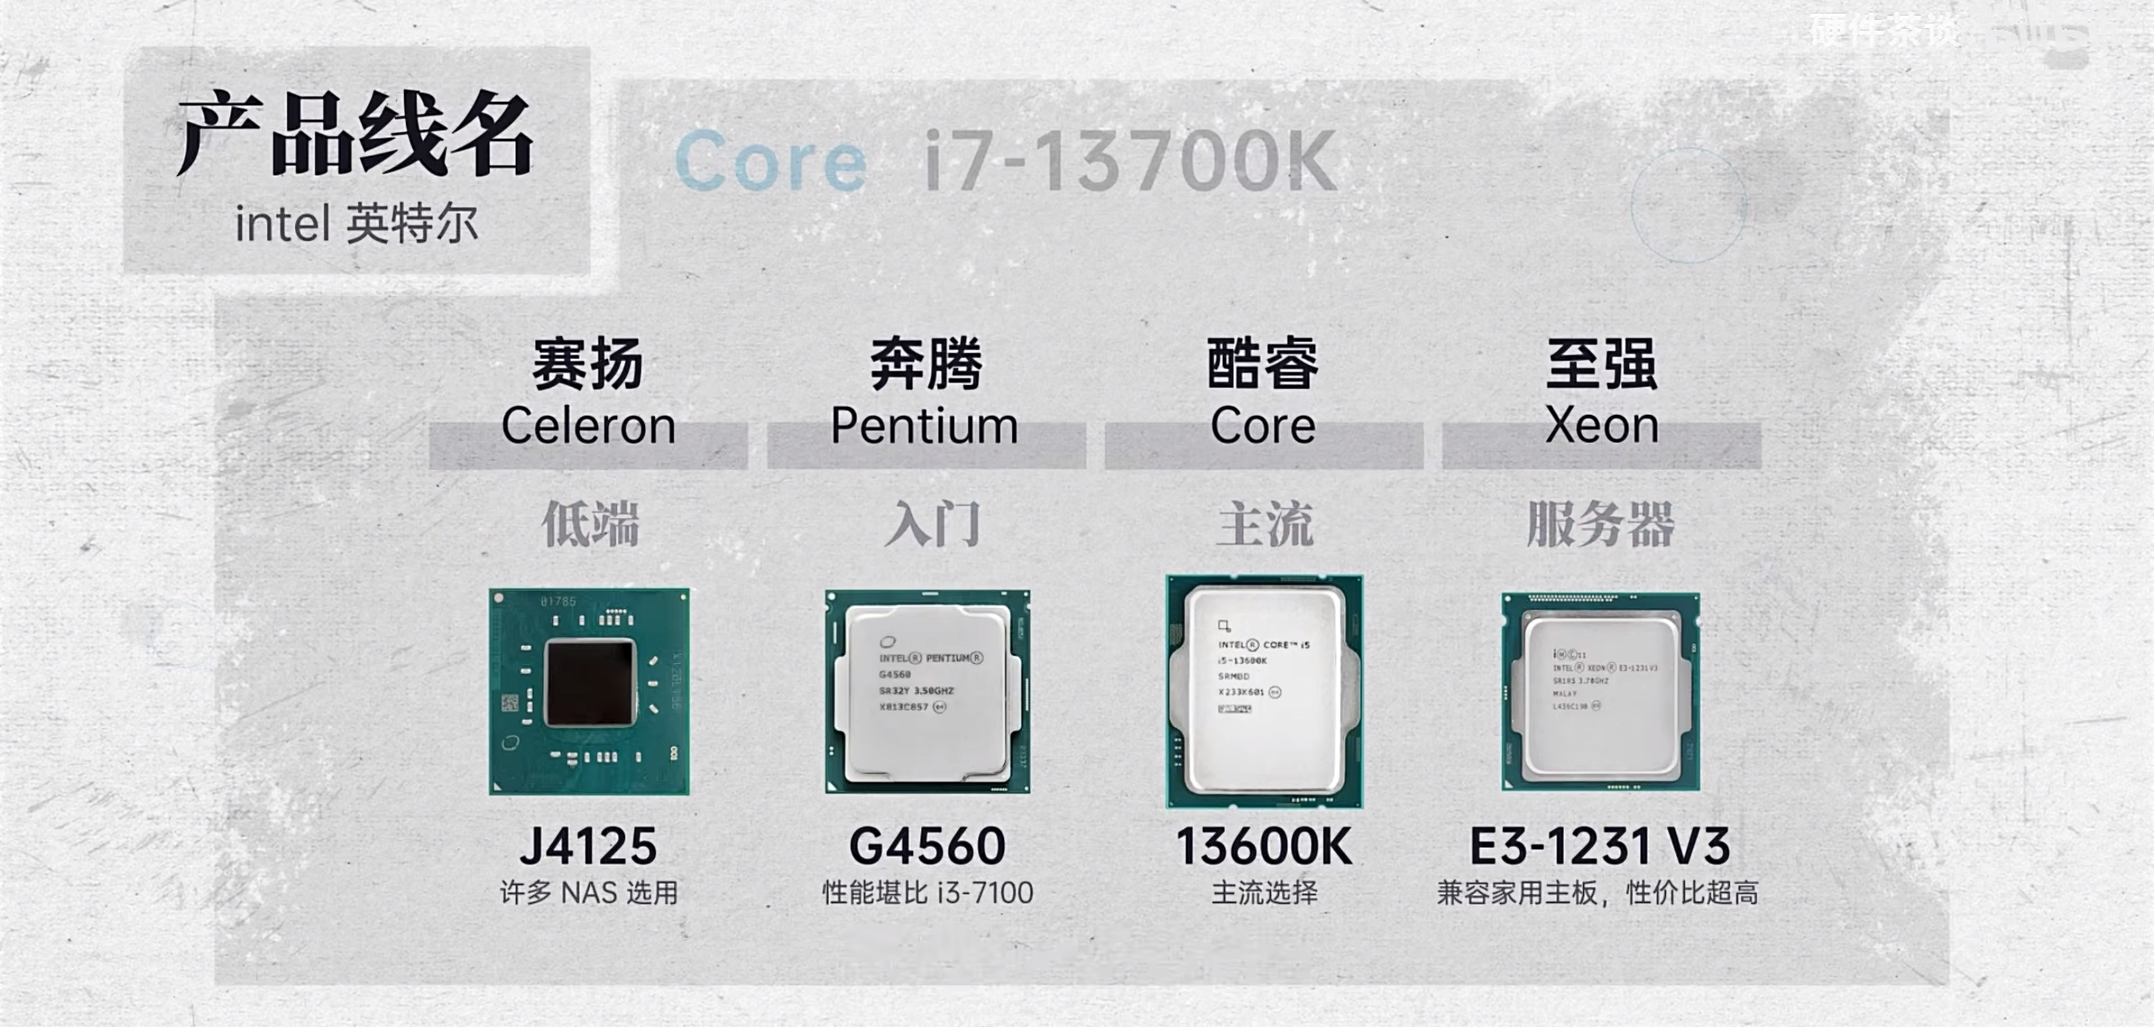 硬件茶谈
产品线名
intel 英特尔
Core i7-13700K
赛扬
Celeron
低端
J4125
许多 NAS 选用
奔腾
Pentium
入门
INTEL® PENTIUM®
G4560
SR32Y 3.50GHZ
X813C857
G4560
性能堪比 i3-7100
酷睿
Core
主流
INTEL® CORE™ i5
i5-13600K
SRMBD
X233K601
13600K
主流选择
至强
Xeon
服务器
INTEL® XEON® E3-1231V3
SR1R5 3.70GHZ
MALAY
E3-1231 V3
兼容家用主板，性价比超高